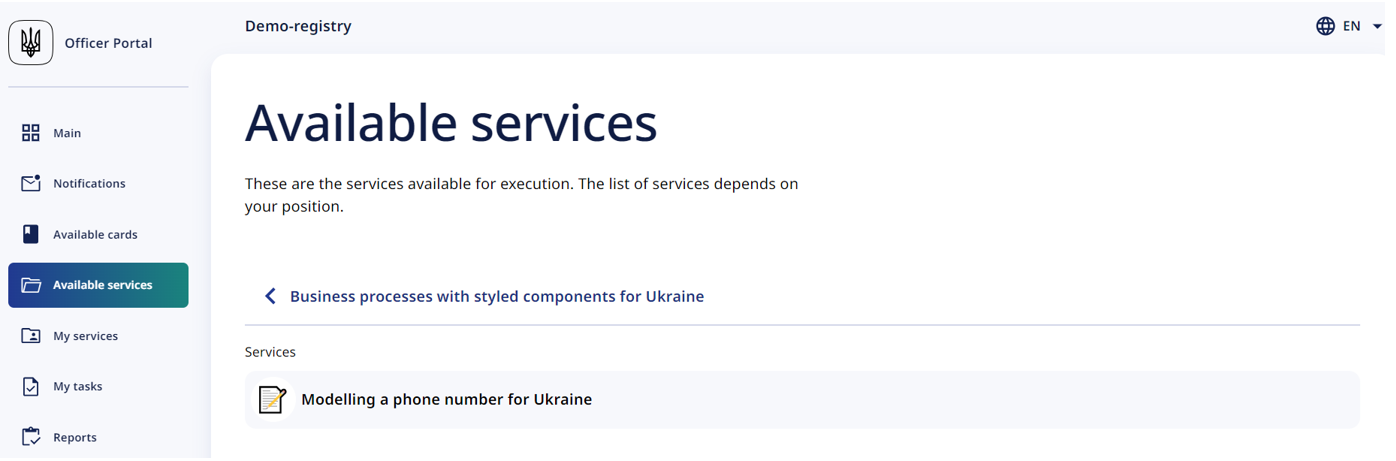 Officer Portal
Demo-registry
EN
Main
Notifications
Available cards
Available services
My services
My tasks
Reports
Available services
These are the services available for execution. The list of services depends on
your position.
Business processes with styled components for Ukraine
Services
Modelling a phone number for Ukraine